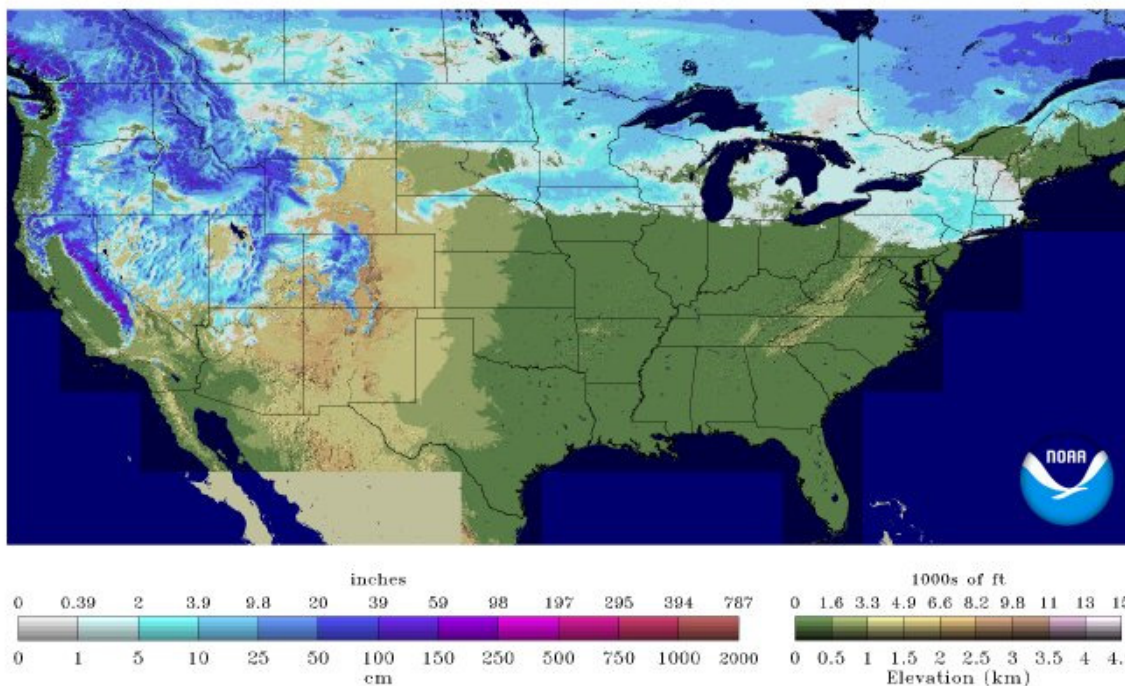 NOAA
inches
0 0.39 2 3.9 9.8 20 39 59 98 197 295 394 787
0 1 5 10 25 50 100 150 250 500 750 1000 2000
cm
1000s of ft
0 1.6 3.3 4.9 6.6 8.2 9.8 11 13 15
0 0.5 1 1.5 2 2.5 3 3.5 4 4.
Elevation (km)